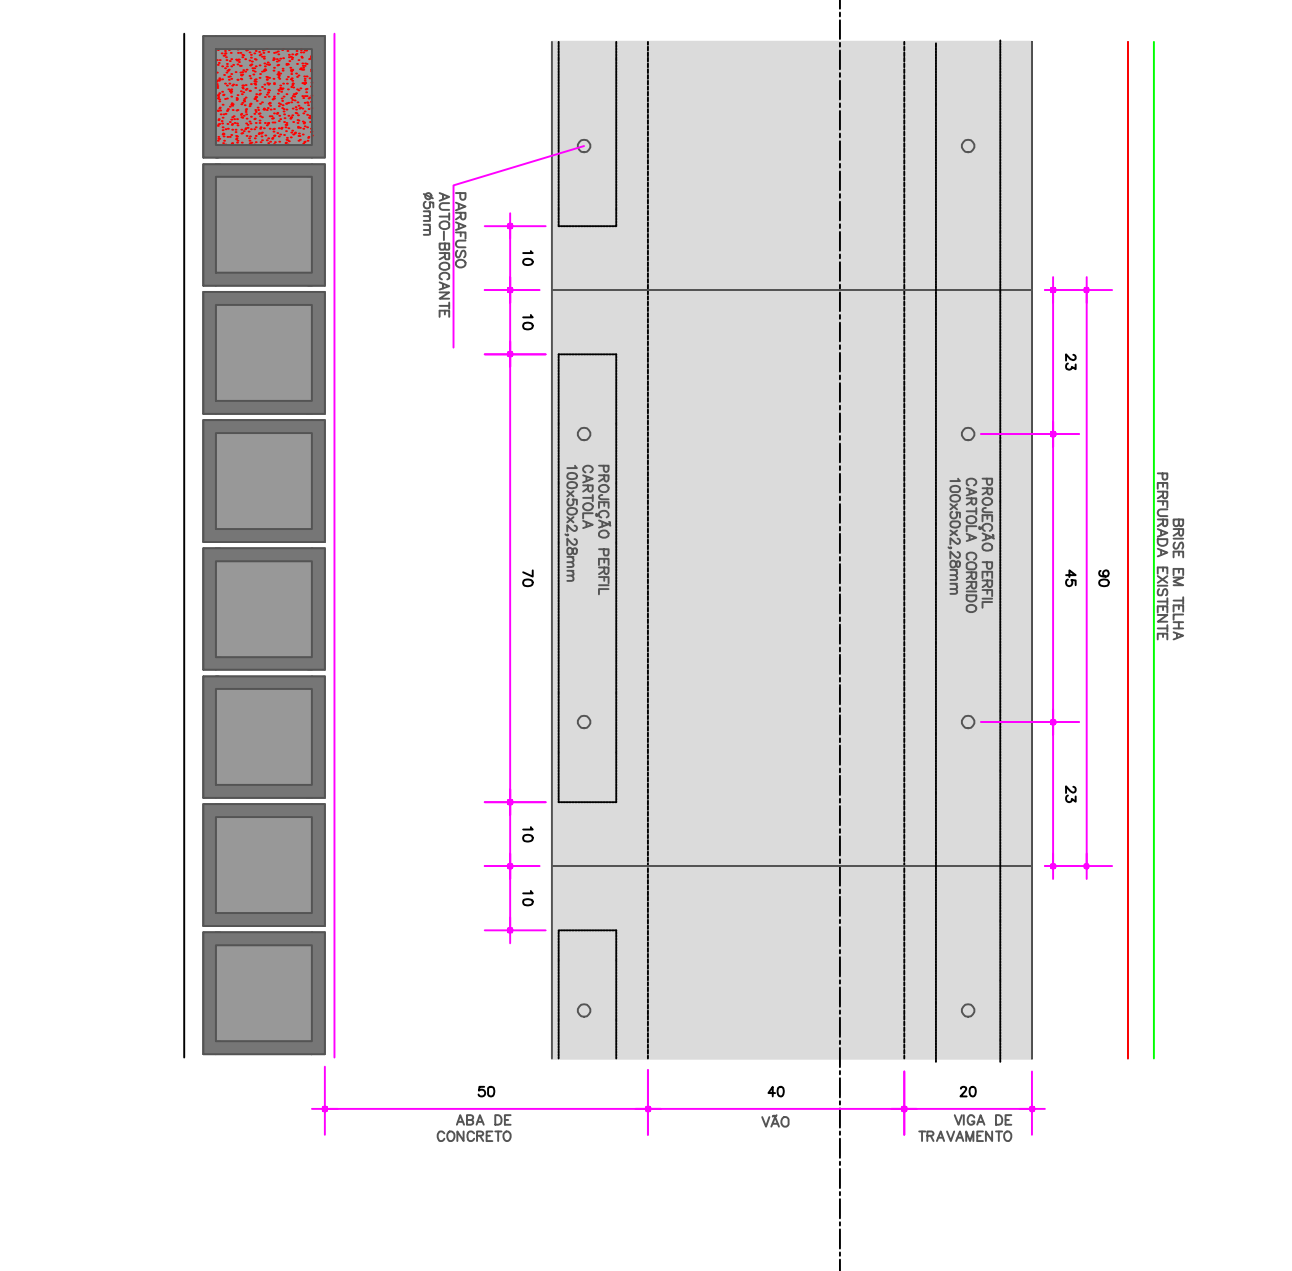 PARAFUSO
AUTO-BROCANTE
ø5mm
10
10
70
10
10
PROJEÇÃO PERFIL
CARTOLA
100x50x2,28mm
PROJEÇÃO PERFIL
CARTOLA CORRIDO
100x50x2,28mm
23
45
23
90
BRISE EM TELHA
PERFURADA EXISTENTE
50
ABA DE
CONCRETO
40
VÃO
20
VIGA DE
TRAVAMENTO